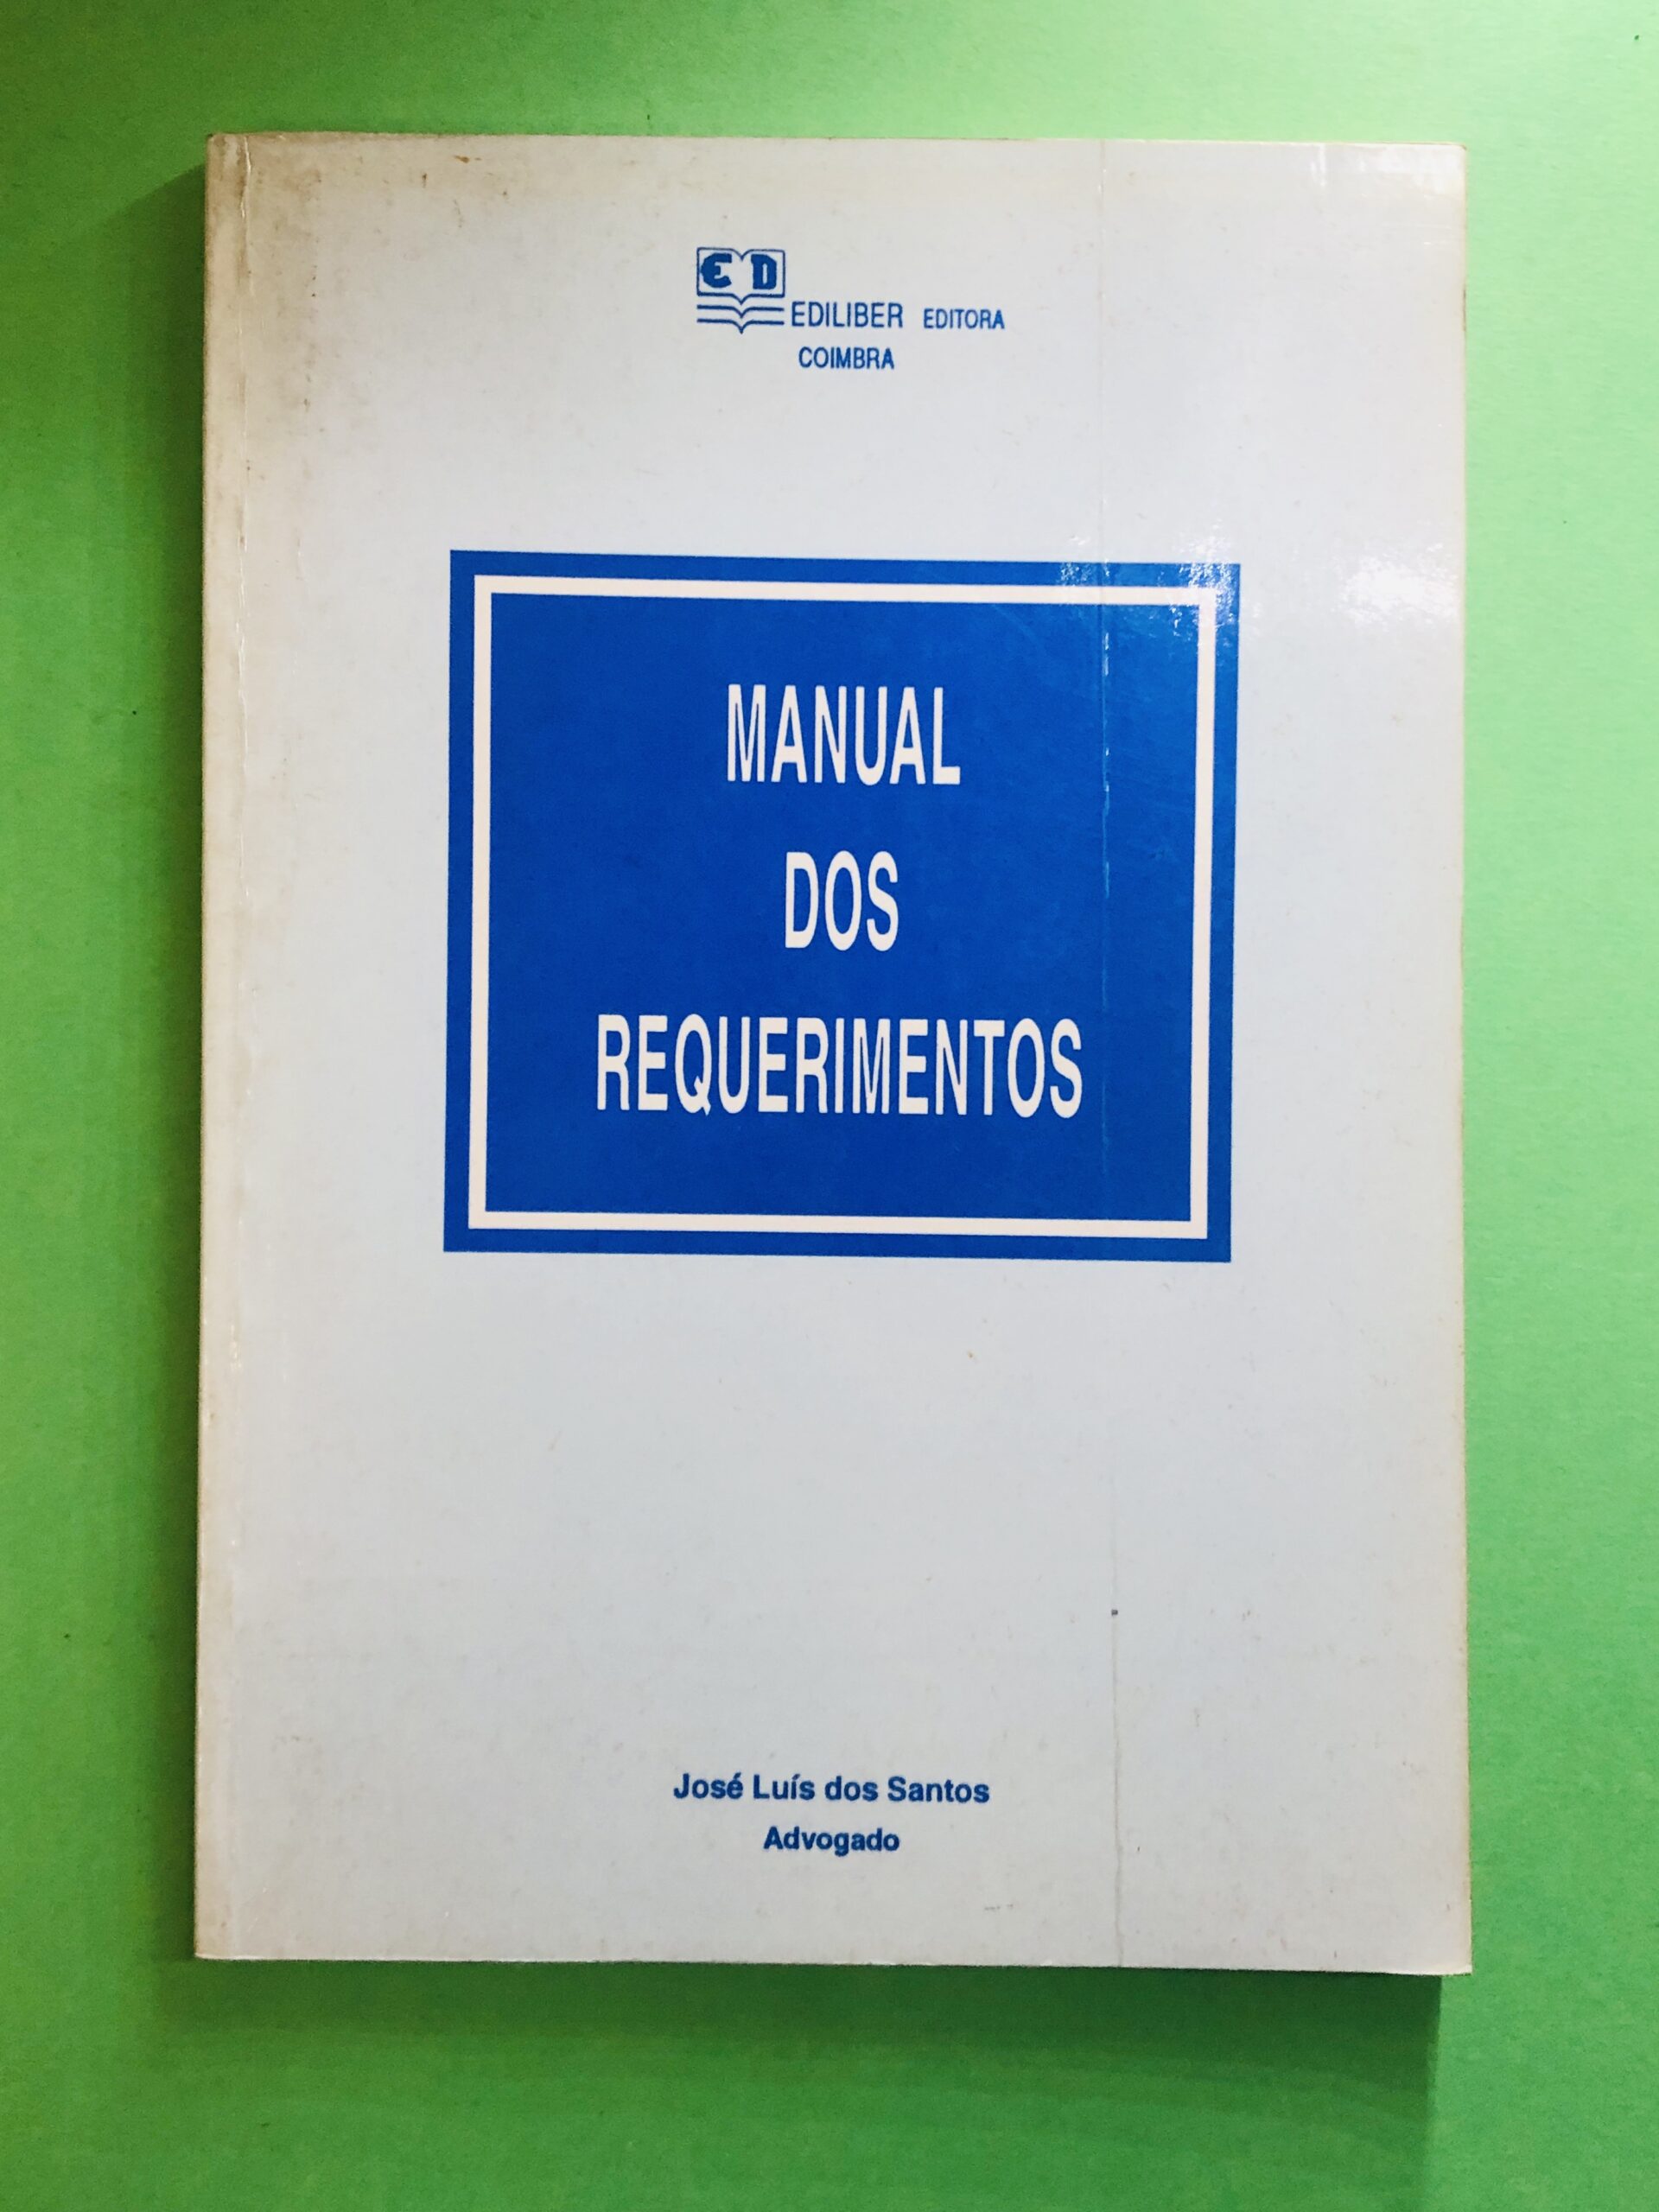 ED
EDILIBER EDITORA
COIMBRA
MANUAL
DOS
REQUERIMENTOS
José Luís dos Santos
Advogado